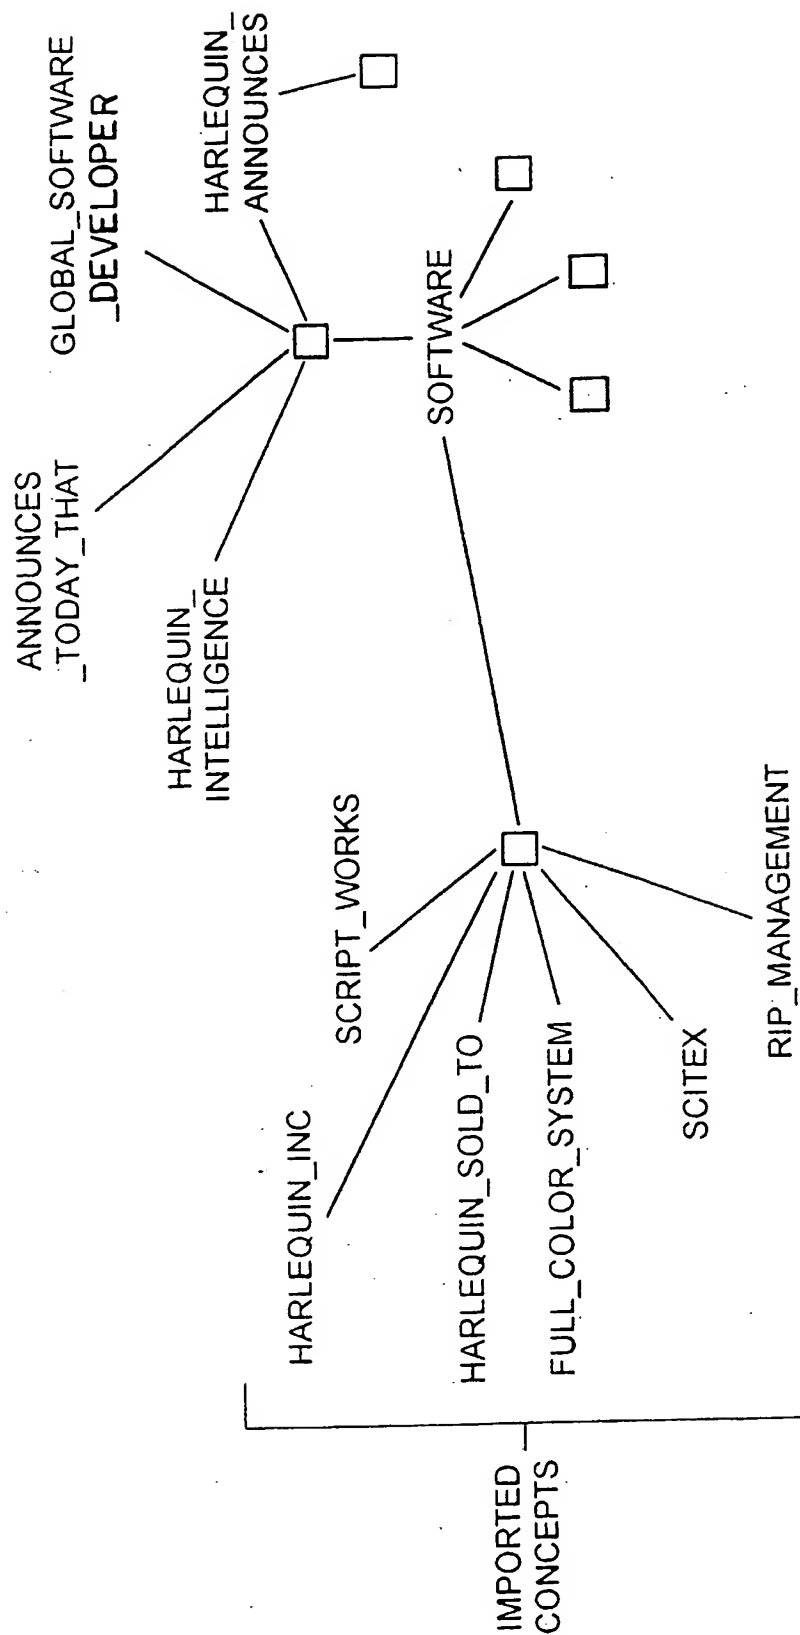 GLOBAL_SOFTWARE
_DEVELOPER
ANNOUNCES
_TODAY_THAT
HARLEQUIN_
ANNOUNCES
HARLEQUIN_
INTELLIGENCE
SOFTWARE
SCRIPT_WORKS
HARLEQUIN_INC
HARLEQUIN_SOLD_TO
FULL_COLOR_SYSTEM
SCITEX
RIP_MANAGEMENT
IMPORTED
CONCEPTS